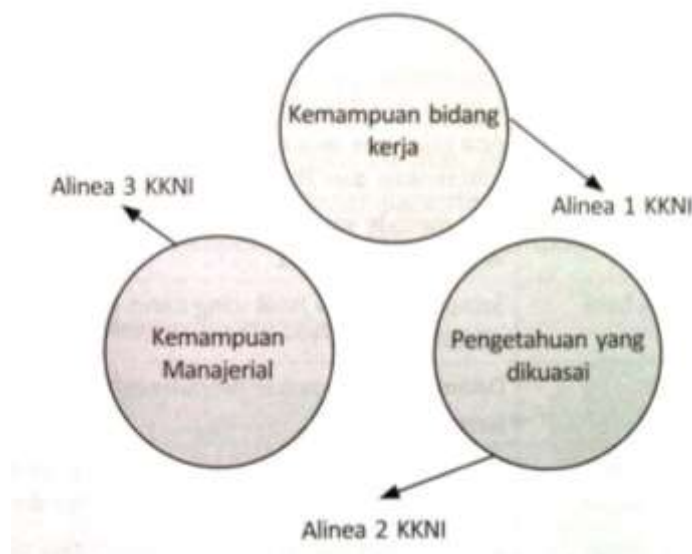 Kemampuan bidang
kerja
Alinea 3 KKNI
Alinea 1 KKNI
Kemampuan
Manajerial
Pengetahuan yang
dikuasai
Alinea 2 KKNI